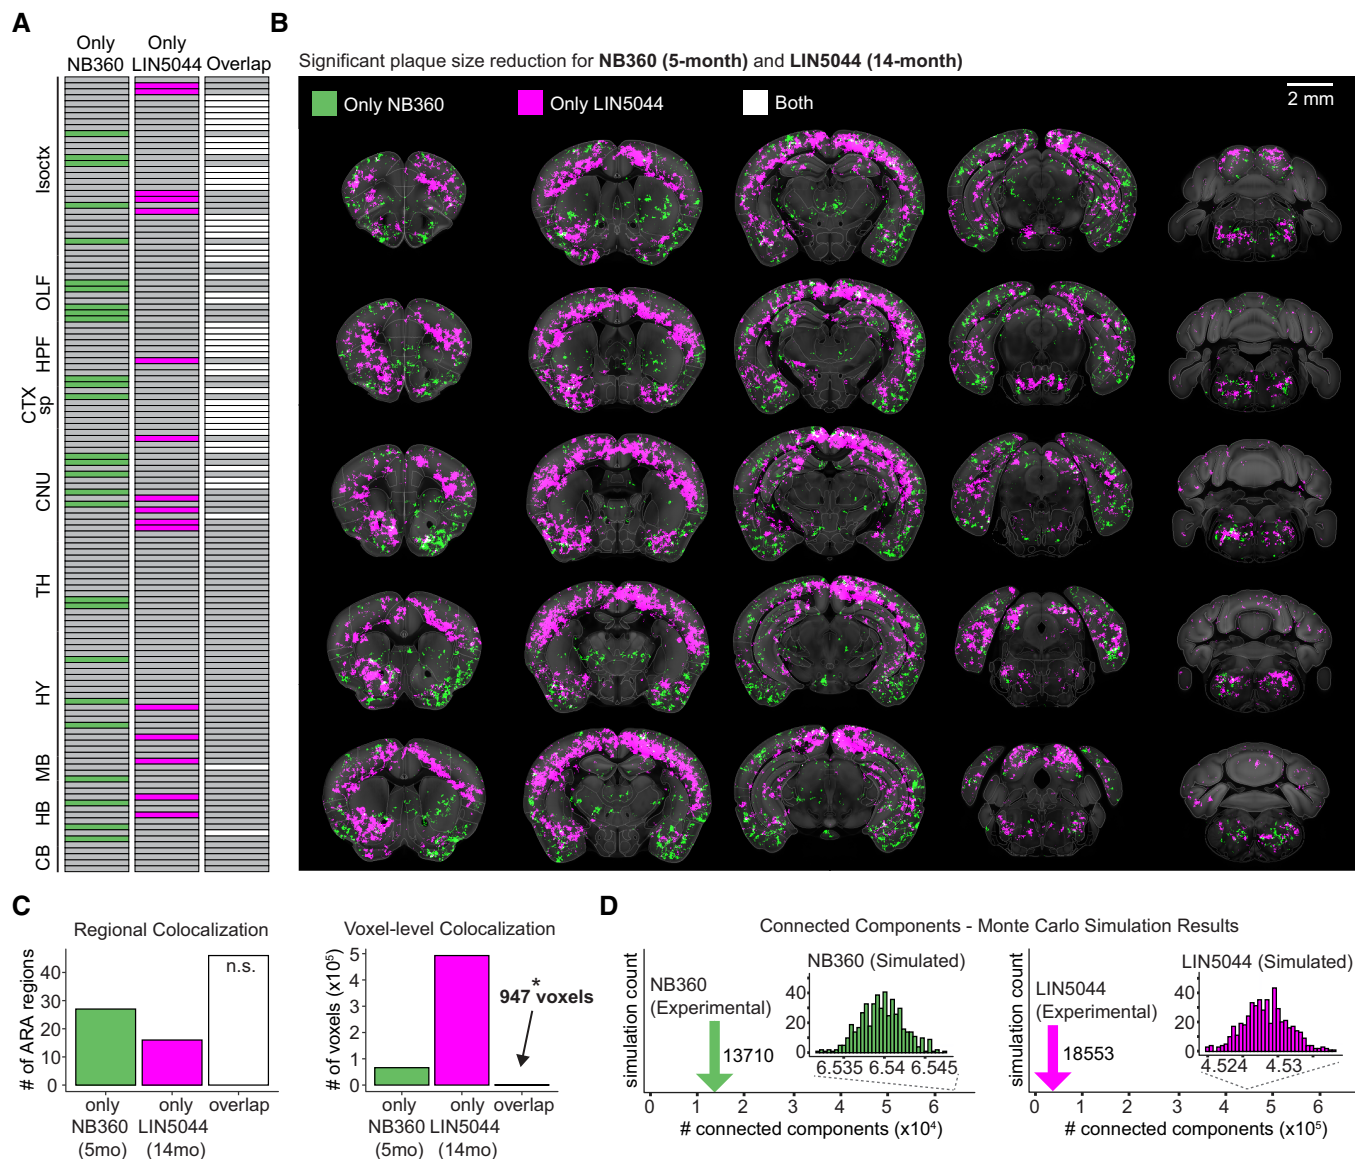 A
Only NB360
Only LIN5044
Overlap
Isoctx
OLF
HPF
CTX sp
CNU
TH
HY
MB
HB
CB
B
Significant plaque size reduction for NB360 (5-month) and LIN5044 (14-month)
Only NB360
Only LIN5044
Both
2 mm
C
Regional Colocalization
# of ARA regions
40
30
20
10
0
n.s.
only NB360 (5mo)
only LIN5044 (14mo)
overlap
Voxel-level Colocalization
# of voxels (x10⁵)
5
4
3
2
1
0
*
947 voxels
only NB360 (5mo)
only LIN5044 (14mo)
overlap
D
Connected Components - Monte Carlo Simulation Results
simulation count
NB360 (Experimental)
13710
NB360 (Simulated)
40
20
0
6.535
6.54
6.545
0
1
2
3
4
5
6
# connected components (x10⁴)
simulation count
LIN5044 (Experimental)
18553
LIN5044 (Simulated)
40
20
0
4.524
4.53
0
1
2
3
4
5
6
# connected components (x10⁵)